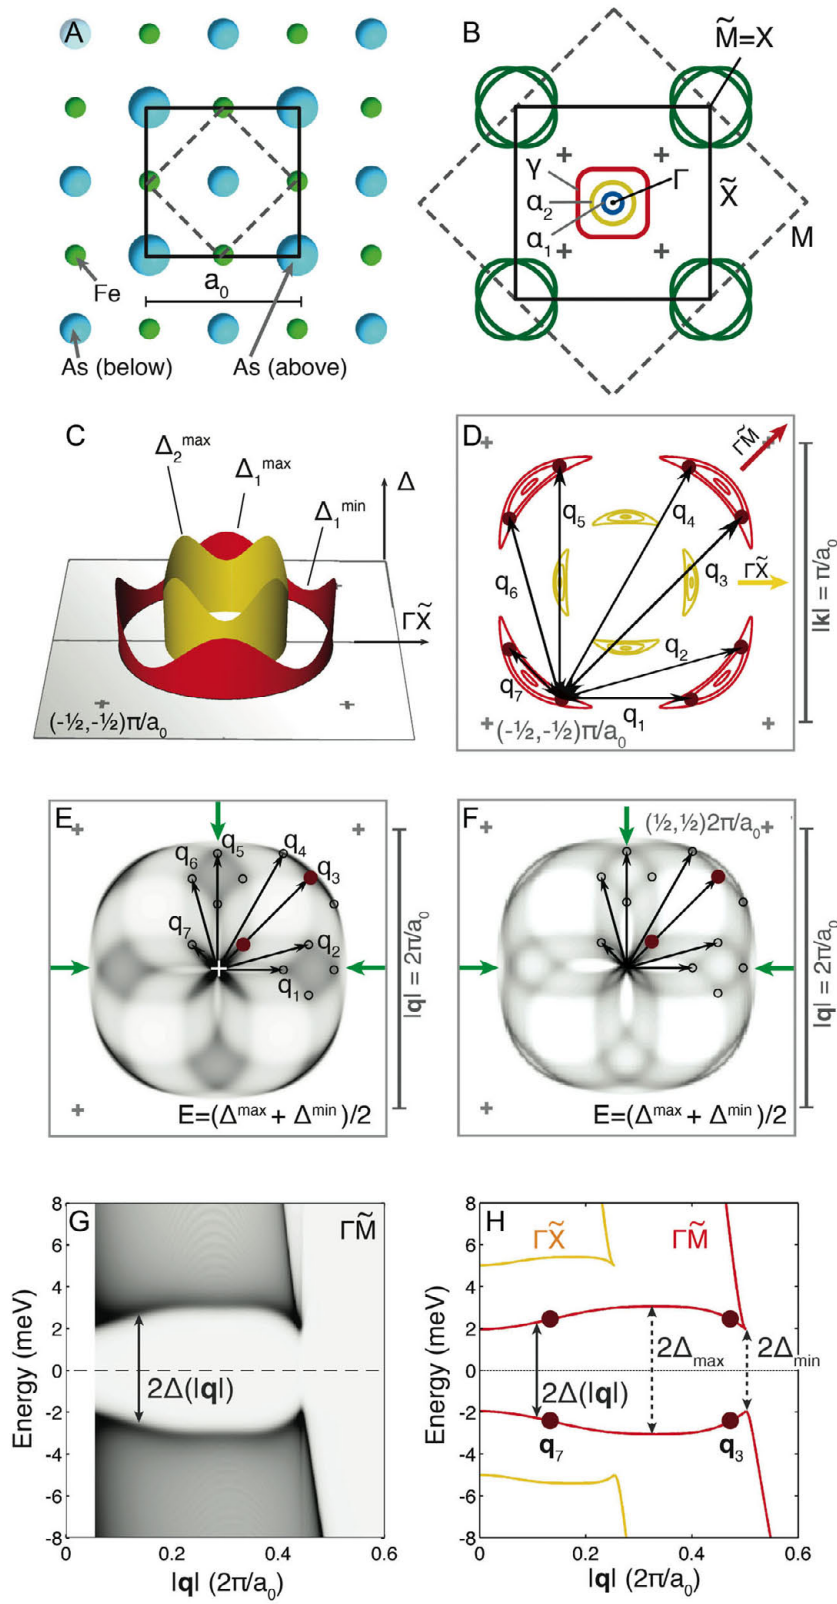 A
Fe
a₀
As (below)
As (above)
B
M̃=X
γ
Γ
α₂
X̃
α₁
M
C
Δ₂ᵐᵃˣ
Δ₁ᵐᵃˣ
Δ
Δ₁ᵐⁱⁿ
ΓX̃
(-½,-½)π/a₀
D
ΓM̃
q₅
q₄
q₆
q₃
ΓX̃
q₂
q₇
q₁
(-½,-½)π/a₀
|k| = π/a₀
E
q₅
q₄
q₆
q₃
q₇
q₂
q₁
E=(Δᵐᵃˣ + Δᵐⁱⁿ)/2
|q| = 2π/a₀
F
(½,½)2π/a₀
E=(Δᵐᵃˣ + Δᵐⁱⁿ)/2
|q| = 2π/a₀
G
ΓM̃
8
6
4
2
0
-2
-4
-6
-8
Energy (meV)
2Δ(|q|)
0
0.2
0.4
0.6
|q| (2π/a₀)
H
ΓX̃
ΓM̃
8
6
4
2
0
-2
-4
-6
-8
Energy (meV)
2Δmax
2Δmin
2Δ(|q|)
q₇
q₃
0
0.2
0.4
0.6
|q| (2π/a₀)